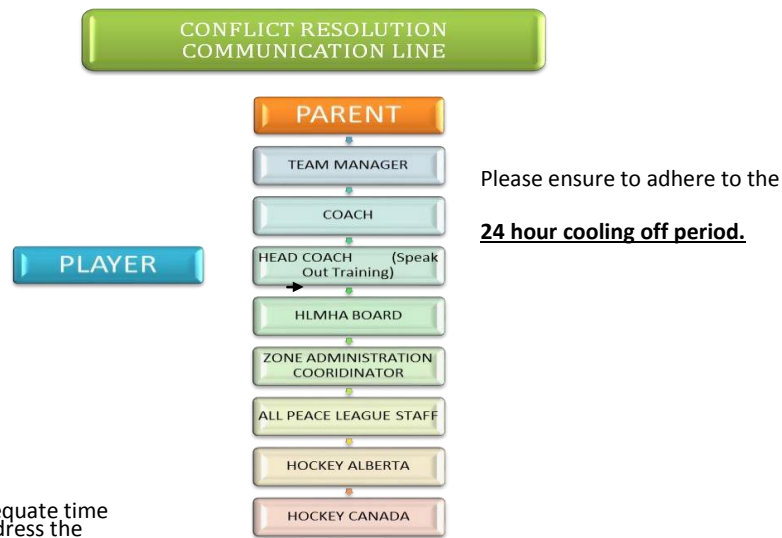 CONFLICT RESOLUTION
COMMUNICATION LINE
PARENT
TEAM MANAGER
Please ensure to adhere to the
COACH
24 hour cooling off period.
PLAYER
HEAD COACH (Speak
Out Training)
HLMHA BOARD
ZONE ADMINISTRATION
COORIDINATOR
ALL PEACE LEAGUE STAFF
HOCKEY ALBERTA
HOCKEY CANADA
equate time
dress the